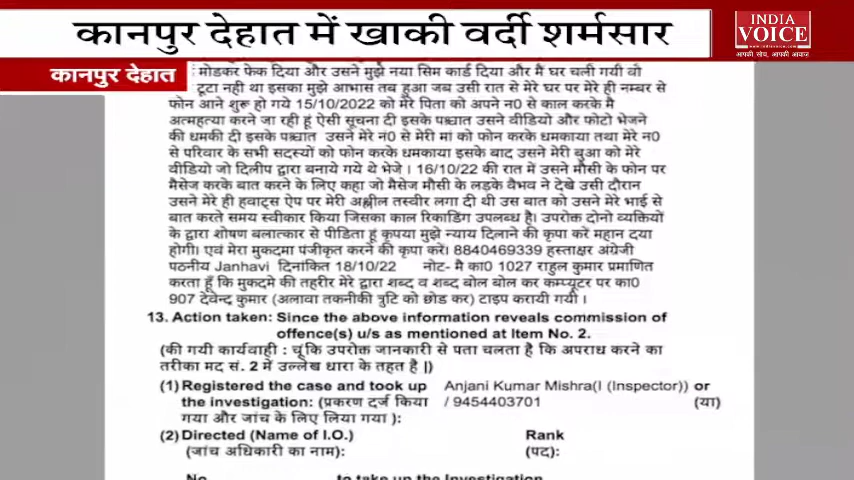 कानपुर देहात में खाकी वर्दी शर्मसार
INDIA
VOICE
www.indiavoice.com
आपकी सोच, आपकी आवाज
कानपुर देहात
मोडकर फेक दिया और उसने मुझे नया सिम कार्ड दिया और मैं घर चली गयी वो
टूटा नही था इसका मुझे आभास तब हुआ जब उसी रात से मेरे घर पर मेरे ही नम्बर से
फोन आने शुरू हो गये 15/10/2022 को मेरे पिता को अपने न0 से काल करके मै
अत्महत्या करने जा रही हूं ऐसी सूचना दी इसके पश्चात उसने वीडियो और फोटो भेजने
की धमकी दी इसके पश्चात उसने मेरे नं0 से मेरी मां को फोन करके धमकाया तथा मेरे न0
से परिवार के सभी सदस्यों को फोन करके धमकाया इसके बाद उसने मेरी बुआ को मेरे
वीडियो जो दिलीप द्वारा बनाये गये थे भेजे । 16/10/22 की रात में उसने मौसी के फोन पर
मैसेज करके बात करने के लिए कहा जो मैसेज मौसी के लड़के वैभव ने देखे उसी दौरान
उसने मेरे ही हवाट्स ऐप पर मेरी अश्लील तस्वीर लगा दी थी उस बात को उसने मेरे भाई से
बात करते समय स्वीकार किया जिसका काल रिकाडिंग उपलब्ध है। उपरोक्त दोनो व्यक्तियों
के द्वारा शोषण बलात्कार से पीडिता हूं कृपया मुझे न्याय दिलाने की कृपा करें महान दया
होगी। एवं मेरा मुकदमा पंजीकृत करने की कृपा करें। 8840469339 हस्ताक्षर अंग्रेजी
पठनीय Janhavi दिनांकित 18/10/22 नोट- मै का0 1027 राहुल कुमार प्रमाणित
करता हूँ कि मुकदमे की तहरीर मेरे द्वारा शब्द व शब्द बोल बोल कर कम्प्यूटर पर का0
907 देवेन्द कुमार (अलावा तकनीकी त्रुटि को छोड कर) टाइप करायी गयी ।
13. Action taken: Since the above information reveals commission of
offence(s) u/s as mentioned at Item No. 2.
(की गयी कार्यवाही : चूंकि उपरोक्त जानकारी से पता चलता है कि अपराध करने का
तरीका मद सं. 2 में उल्लेख धारा के तहत है |)
(1) Registered the case and took up Anjani Kumar Mishra(I (Inspector)) or
the investigation: (प्रकरण दर्ज किया / 9454403701 (या)
गया और जांच के लिए लिया गया ):
(2) Directed (Name of I.O.) Rank
(जांच अधिकारी का नाम): (पद):
No to take up the Investigation